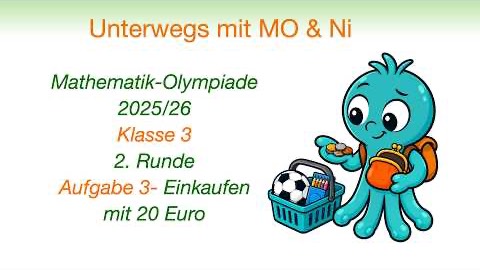 Unterwegs mit MO & Ni
Mathematik-Olympiade
2025/26
Klasse 3
2. Runde
Aufgabe 3- Einkaufen
mit 20 Euro